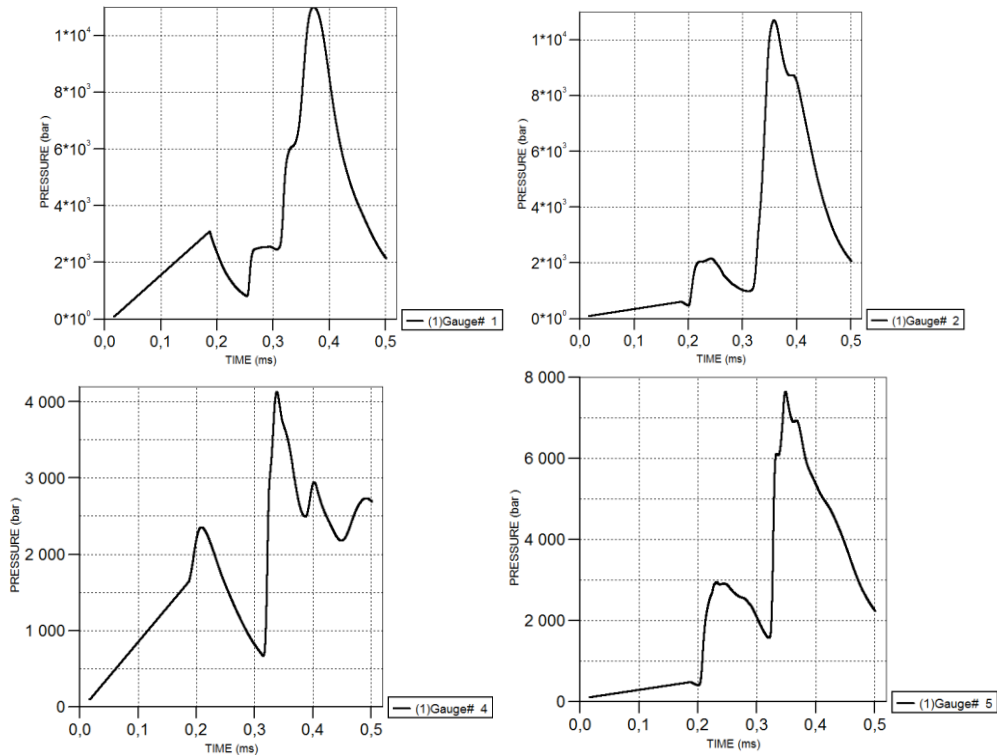 1*10⁴
8*10³
6*10³
4*10³
2*10³
0*10⁰
PRESSURE (bar )
0,0 0,1 0,2 0,3 0,4 0,5
TIME (ms)
(1)Gauge# 1
1*10⁴
8*10³
6*10³
4*10³
2*10³
0*10⁰
PRESSURE (bar )
0,0 0,1 0,2 0,3 0,4 0,5
TIME (ms)
(1)Gauge# 2
4 000
3 000
2 000
1 000
0
PRESSURE (bar )
0,0 0,1 0,2 0,3 0,4 0,5
TIME (ms)
(1)Gauge# 4
8 000
6 000
4 000
2 000
0
PRESSURE (bar )
0,0 0,1 0,2 0,3 0,4 0,5
TIME (ms)
(1)Gauge# 5